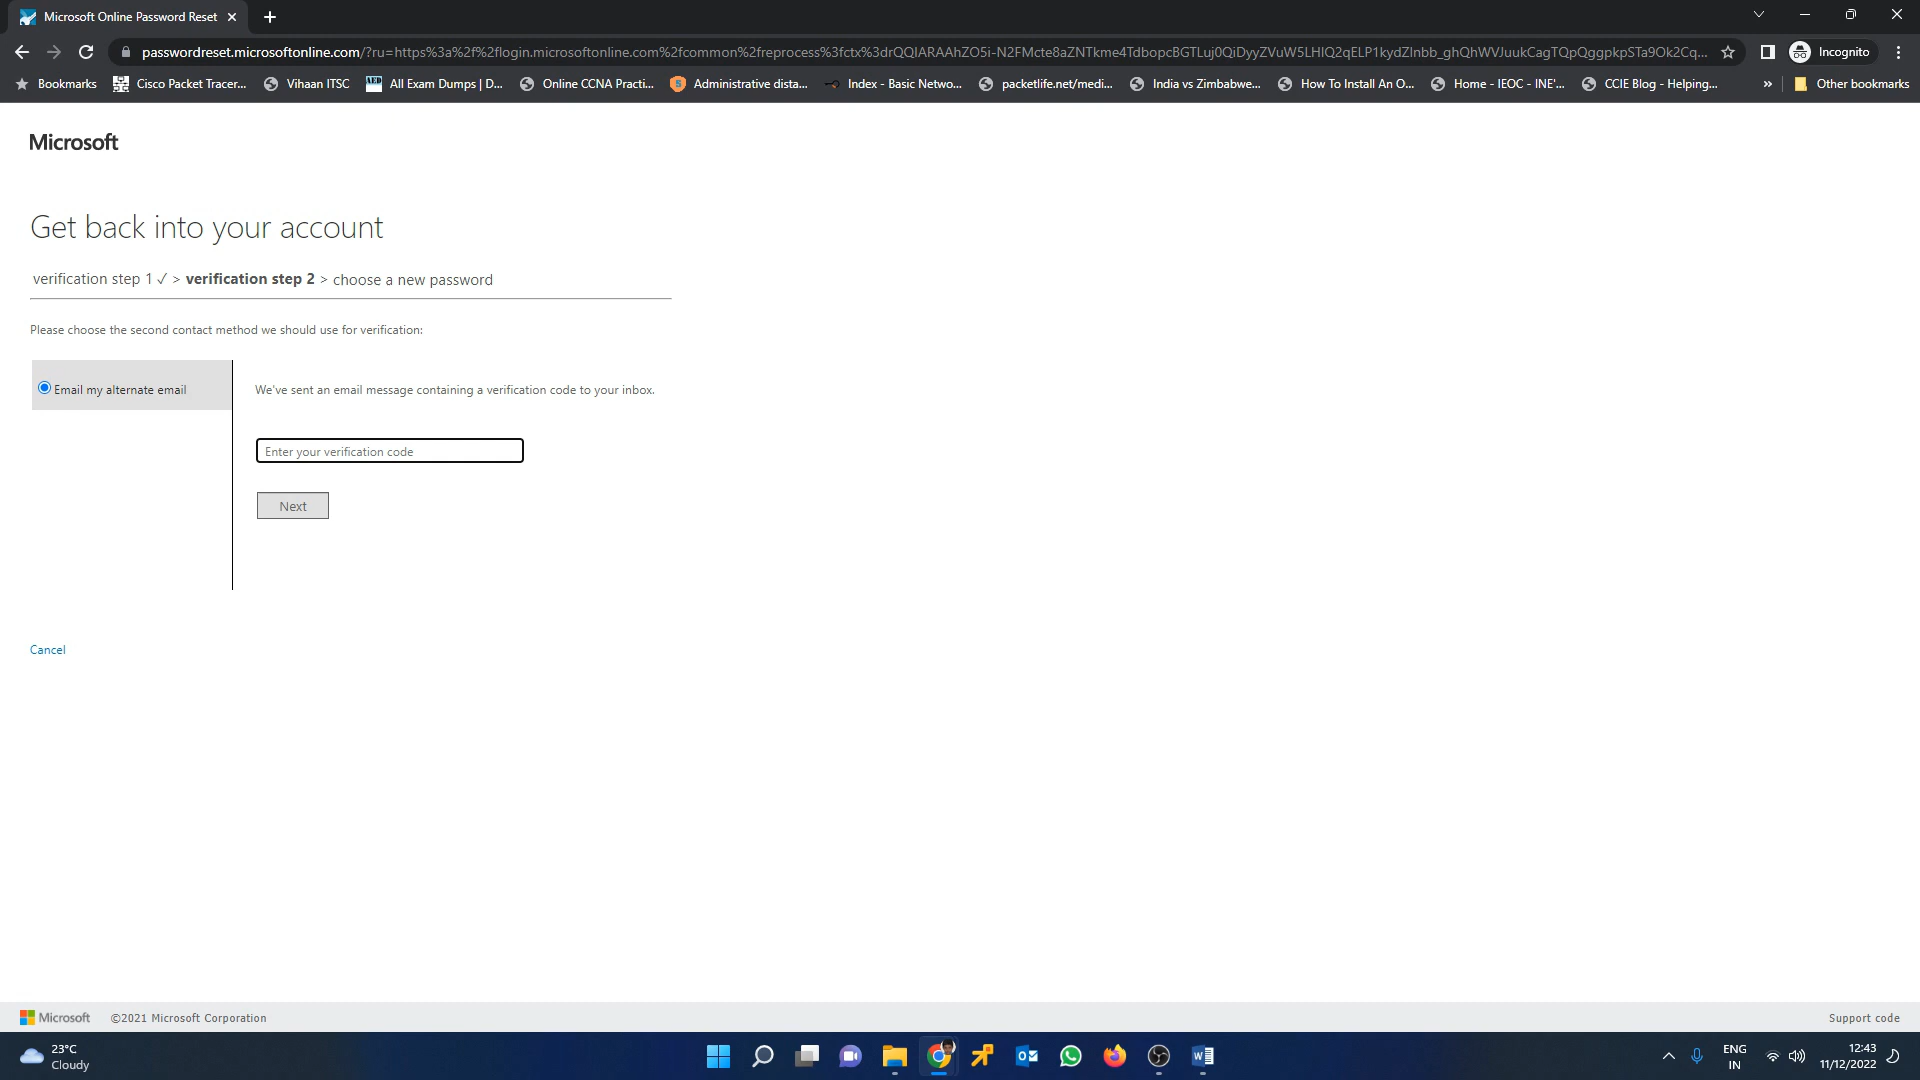 Microsoft Online Password Reset
passwordreset.microsoftonline.com/?ru=https%3a%2f%2flogin.microsoftonline.com%2fcommon%2freprocess%3fctx%3drQQIARAAhZO5i-N2FMcte8aZNTkme4TdbopcBGTLuj0QiDyyZVuW5LHIQ2qELP1kydZInbb_ghQhWVJuukCagTQpQggpkpSTa9Ok2Cq...
Incognito
Bookmarks
Cisco Packet Tracer...
Vihaan ITSC
All Exam Dumps | D...
Online CCNA Practi...
Administrative dista...
Index - Basic Netwo...
packetlife.net/medi...
India vs Zimbabwe...
How To Install An O...
Home - IEOC - INE'...
CCIE Blog - Helping...
»
Other bookmarks
Microsoft
Get back into your account
verification step 1 ✓ > verification step 2 > choose a new password
Please choose the second contact method we should use for verification:
Email my alternate email
We've sent an email message containing a verification code to your inbox.
Enter your verification code
Next
Cancel
Microsoft
©2021 Microsoft Corporation
Support code
23°C
Cloudy
ENG
IN
12:43
11/12/2022